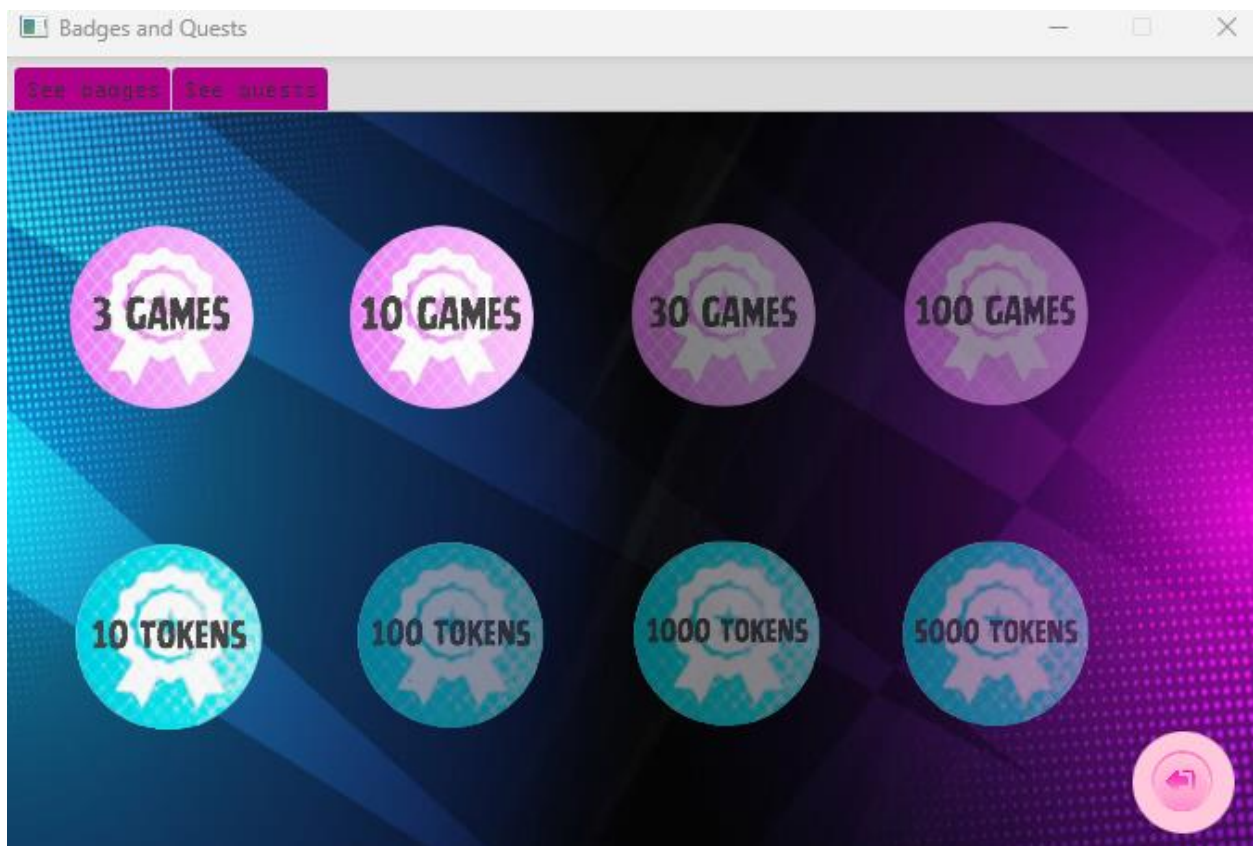 Badges and Quests
See badges See quests
3 GAMES
10 GAMES
30 GAMES
100 GAMES
10 TOKENS
100 TOKENS
1000 TOKENS
5000 TOKENS